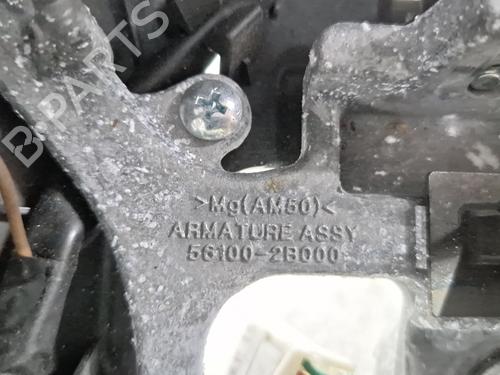 B-PARTS
>Mg(AM50)<
ARMATURE ASSY
56100-2B000